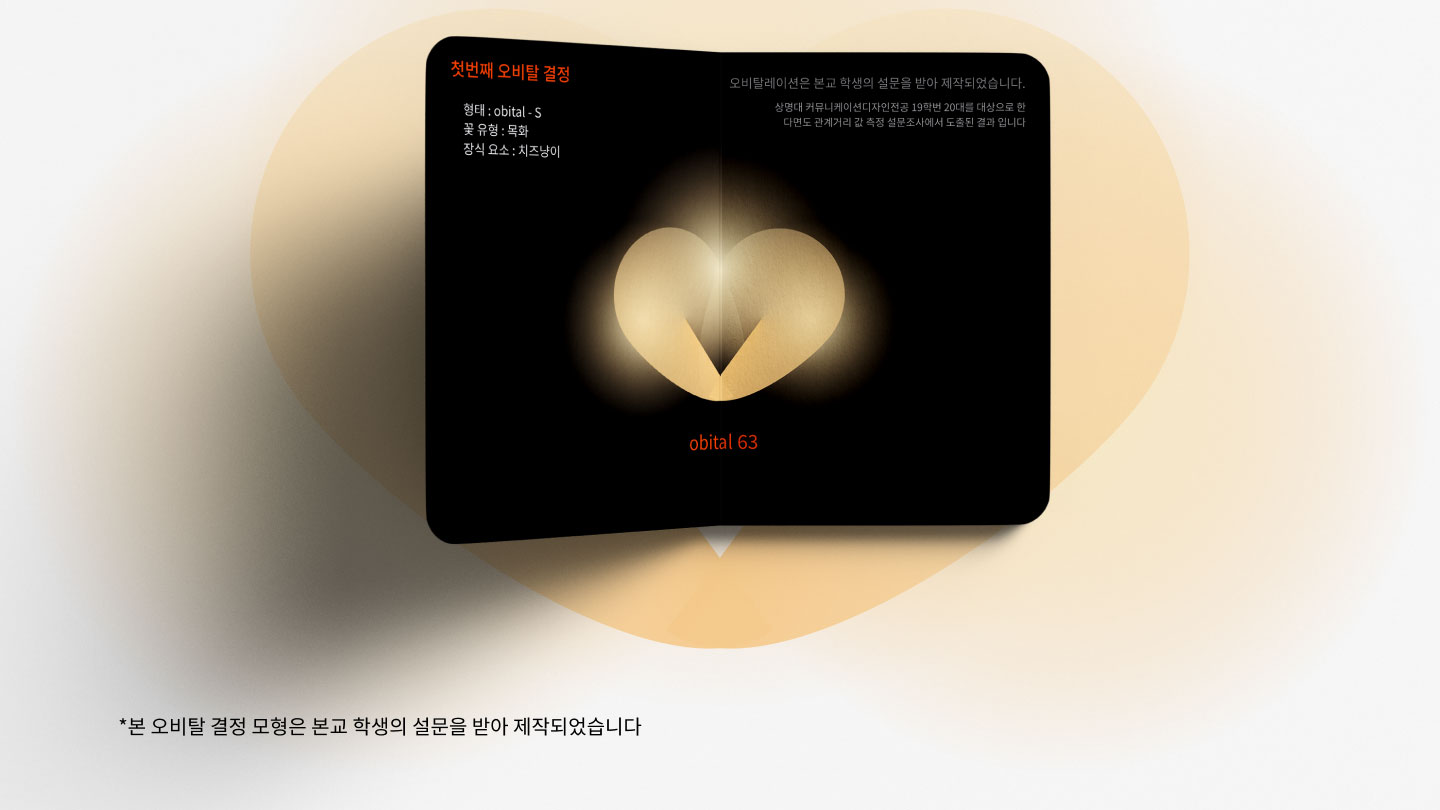 첫번째 오비탈 결정
형태 : obital - S
꽃 유형 : 목화
장식 요소 : 치즈냥이
오비탈레이션은 본교 학생의 설문을 받아 제작되었습니다.
상명대 커뮤니케이션디자인전공 19학번 20대를 대상으로 한
다면도 관계거리 값 측정 설문조사에서 도출된 결과 입니다
obital 63
*본 오비탈 결정 모형은 본교 학생의 설문을 받아 제작되었습니다